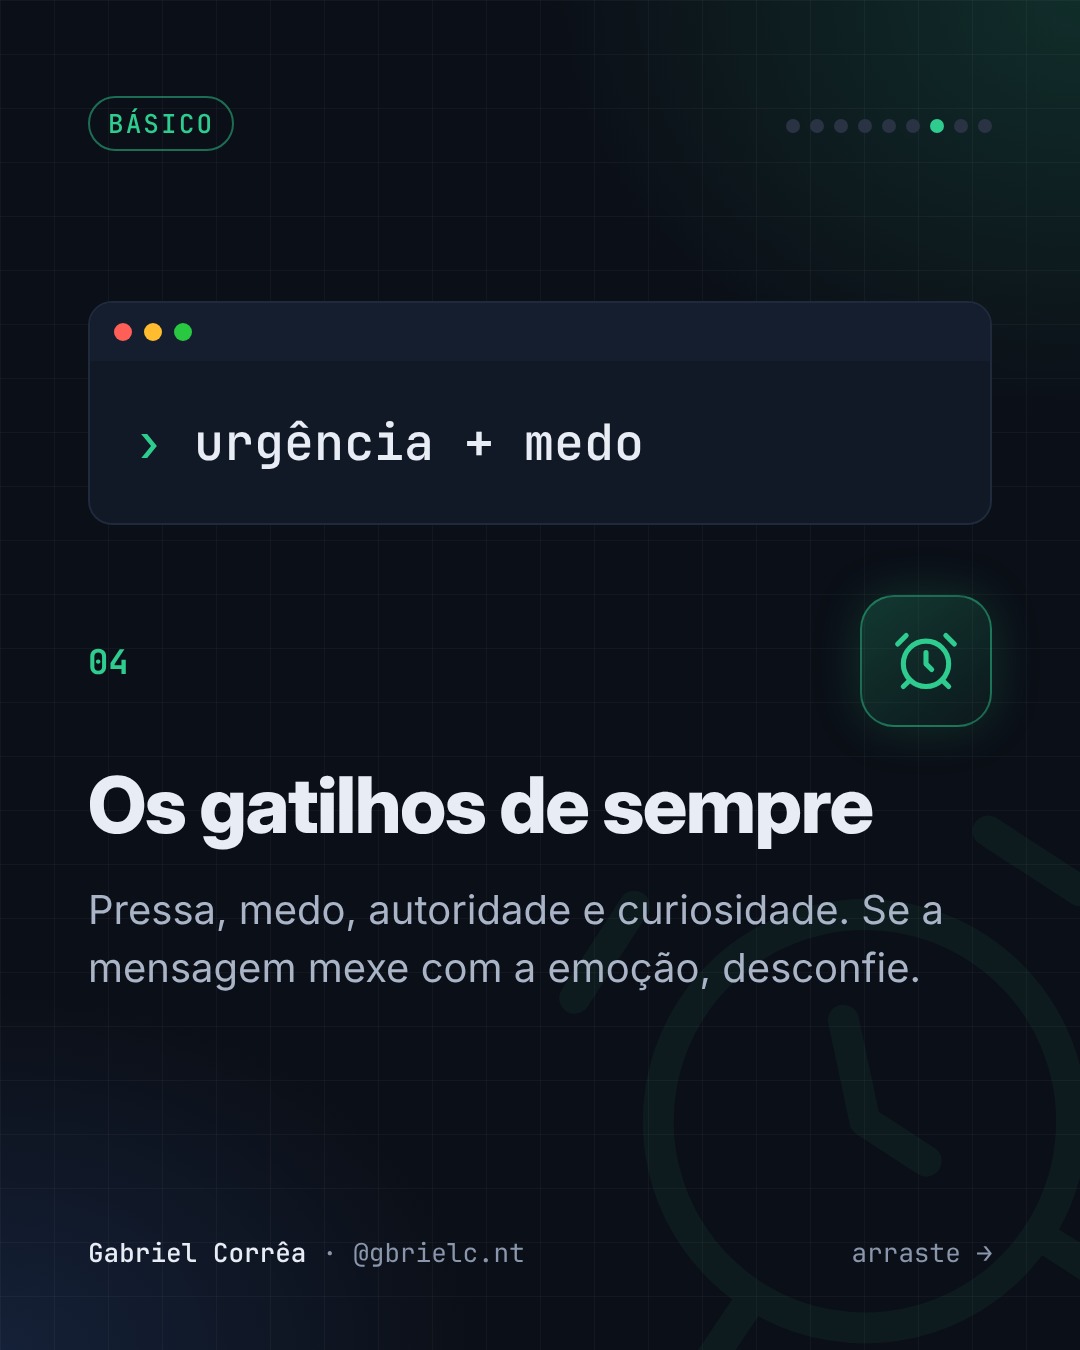 BÁSICO
› urgência + medo
04
Os gatilhos de sempre
Pressa, medo, autoridade e curiosidade. Se a
mensagem mexe com a emoção, desconfie.
Gabriel Corrêa · @gbrielc.nt
arraste →